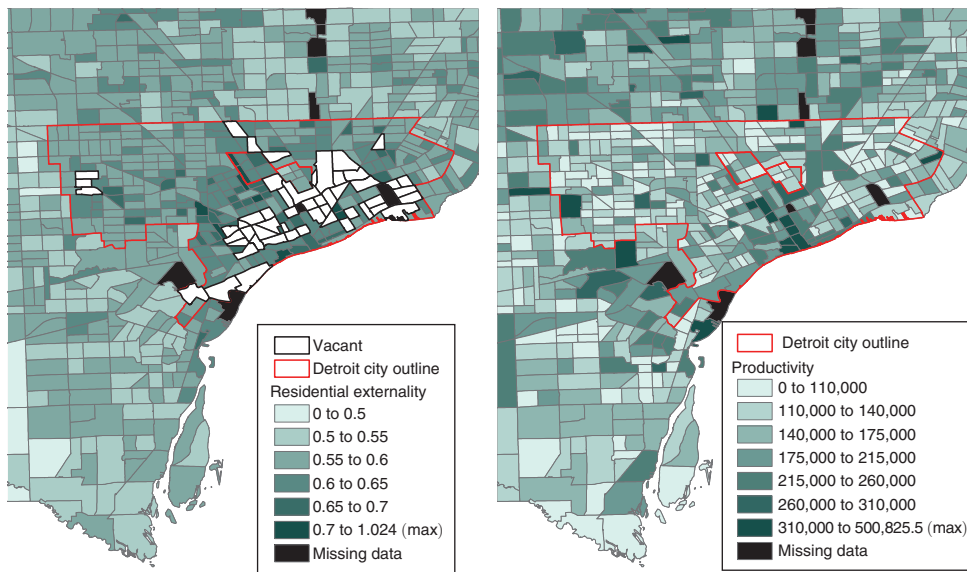 Vacant
Detroit city outline
Residential externality
0 to 0.5
0.5 to 0.55
0.55 to 0.6
0.6 to 0.65
0.65 to 0.7
0.7 to 1.024 (max)
Missing data
Detroit city outline
Productivity
0 to 110,000
110,000 to 140,000
140,000 to 175,000
175,000 to 215,000
215,000 to 260,000
260,000 to 310,000
310,000 to 500,825.5 (max)
Missing data